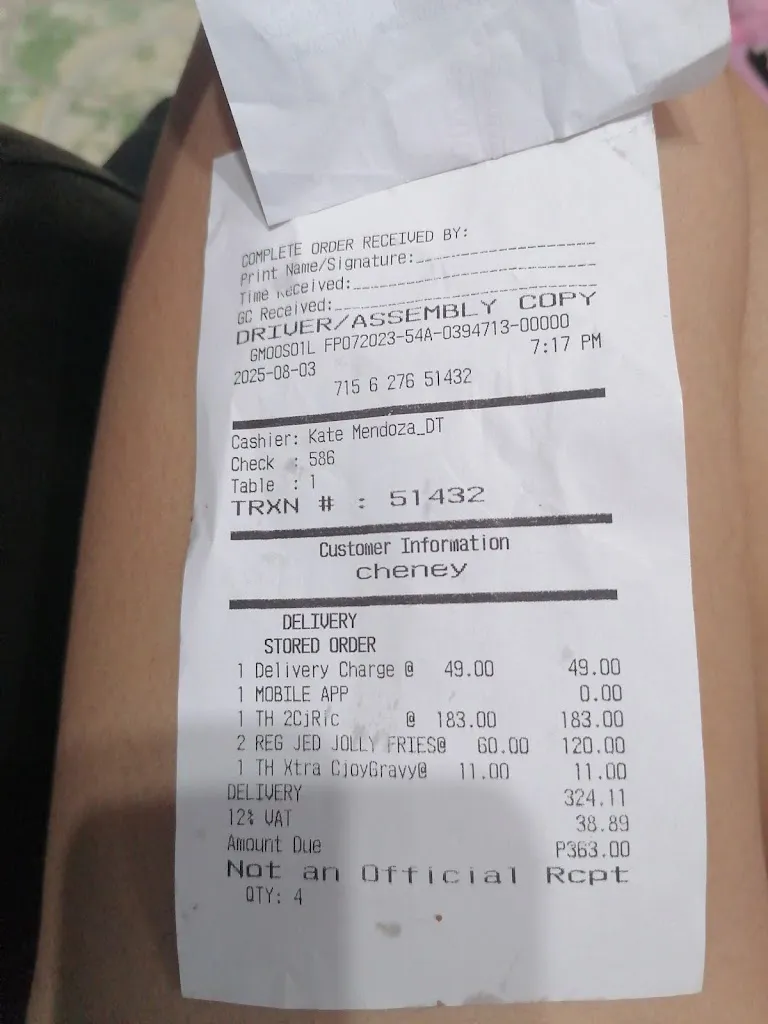 COMPLETE ORDER RECEIVED BY:
Print Name/Signature:
Time Received:
GC Received:
DRIVER/ASSEMBLY COPY
GM00S01L FP072023-54A-0394713-00000
2025-08-03 7:17 PM
715 6 276 51432
Cashier: Kate Mendoza_DT
Check : 586
Table : 1
TRXN # : 51432
Customer Information
cheney
DELIVERY
STORED ORDER
1 Delivery Charge @ 49.00 49.00
1 MOBILE APP 0.00
1 TH 2CjRic @ 183.00 183.00
2 REG JED JOLLY FRIES@ 60.00 120.00
1 TH Xtra CjoyGravy@ 11.00 11.00
DELIVERY 324.11
12% VAT 38.89
Amount Due P363.00
Not an Official Rcpt
QTY: 4